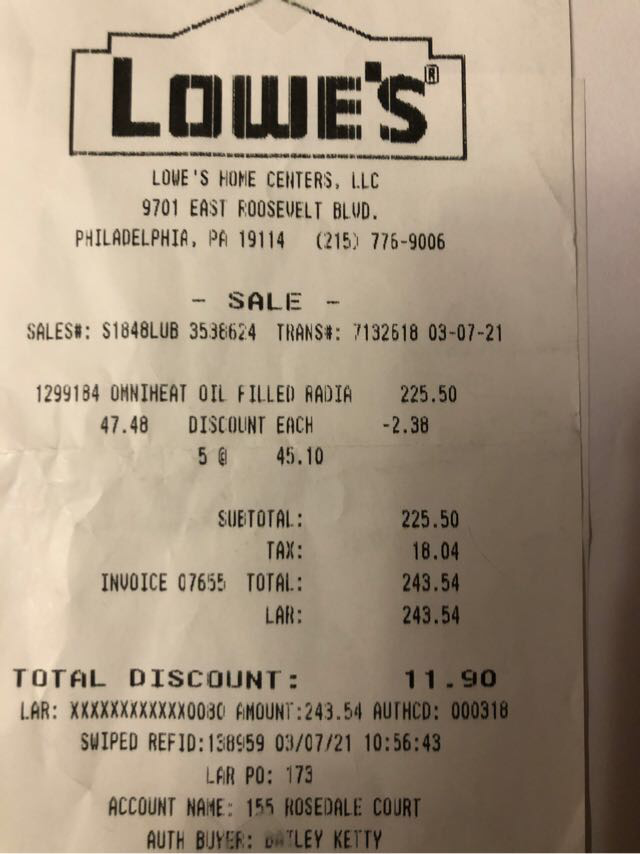 LOWE'S®
LOWE'S HOME CENTERS, LLC
9701 EAST ROOSEVELT BLVD.
PHILADELPHIA, PA 19114 (215) 776-9006
- SALE -
SALES#: S1848LUB 3538624 TRANS#: 7132618 03-07-21
1299184 OMNIHEAT OIL FILLED RADIA 225.50
47.48 DISCOUNT EACH -2.38
5 @ 45.10
SUBTOTAL: 225.50
TAX: 18.04
INVOICE 07655 TOTAL: 243.54
LAR: 243.54
TOTAL DISCOUNT: 11.90
LAR: XXXXXXXXXXXX0080 AMOUNT:243.54 AUTHCD: 000318
SWIPED REFID:138959 03/07/21 10:56:43
LAR PO: 173
ACCOUNT NAME: 155 ROSEDALE COURT
AUTH BUYER: KETTY